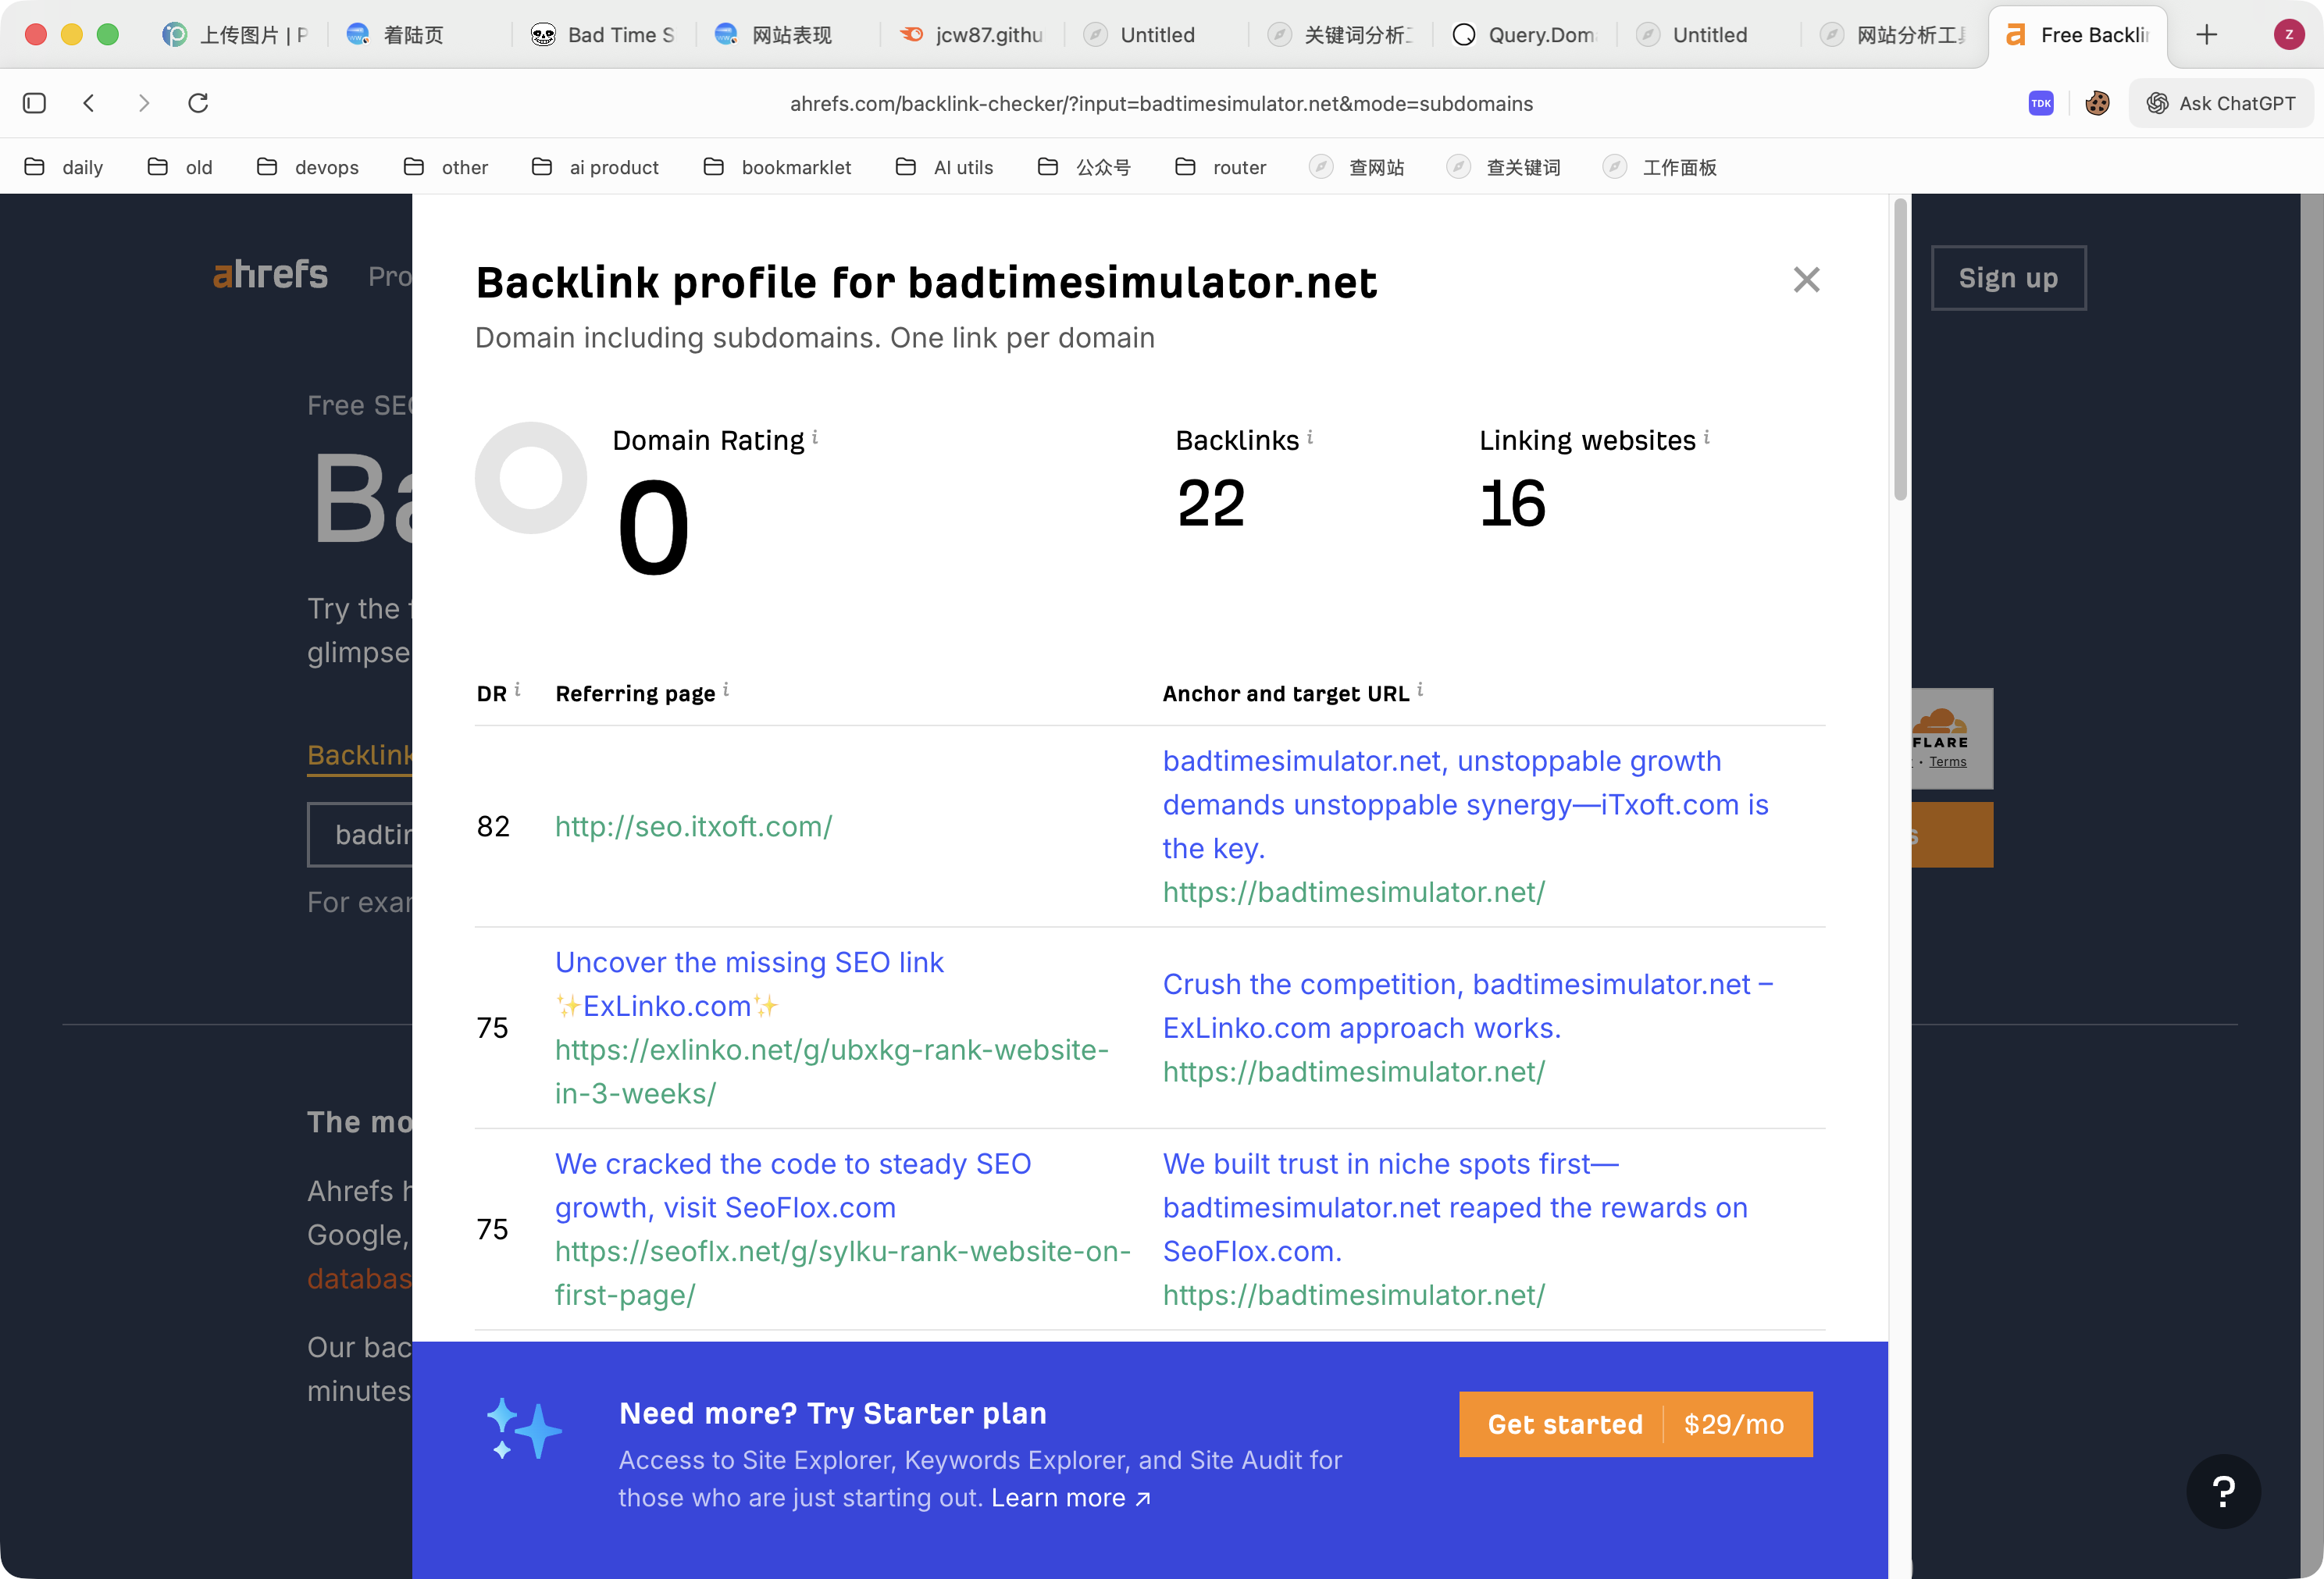 上传图片 | P
着陆页
Bad Time S
网站表现
jcw87.githu
Untitled
关键词分析工
Query.Dom
Untitled
网站分析工具
Free Backli
z
ahrefs.com/backlink-checker/?input=badtimesimulator.net&mode=subdomains
TDK
Ask ChatGPT
daily
old
devops
other
ai product
bookmarklet
AI utils
公众号
router
查网站
查关键词
工作面板
ahrefs
Pro
Sign up
Free SEO
Ba
Try the f
glimpse
Backlink
badtim
For exam
FLARE
• Terms
s
The mo
Ahrefs h
Google,
databas
Our bac
minutes
Backlink profile for badtimesimulator.net
Domain including subdomains. One link per domain
Domain Rating i
0
Backlinks i
22
Linking websites i
16
DR i
Referring page i
Anchor and target URL i
82
http://seo.itxoft.com/
badtimesimulator.net, unstoppable growth
demands unstoppable synergy—iTxoft.com is
the key.
https://badtimesimulator.net/
75
Uncover the missing SEO link
✨ExLinko.com✨
https://exlinko.net/g/ubxkg-rank-website-
in-3-weeks/
Crush the competition, badtimesimulator.net –
ExLinko.com approach works.
https://badtimesimulator.net/
75
We cracked the code to steady SEO
growth, visit SeoFlox.com
https://seoflx.net/g/sylku-rank-website-on-
first-page/
We built trust in niche spots first—
badtimesimulator.net reaped the rewards on
SeoFlox.com.
https://badtimesimulator.net/
Need more? Try Starter plan
Access to Site Explorer, Keywords Explorer, and Site Audit for
those who are just starting out. Learn more ↗
Get started
$29/mo
?